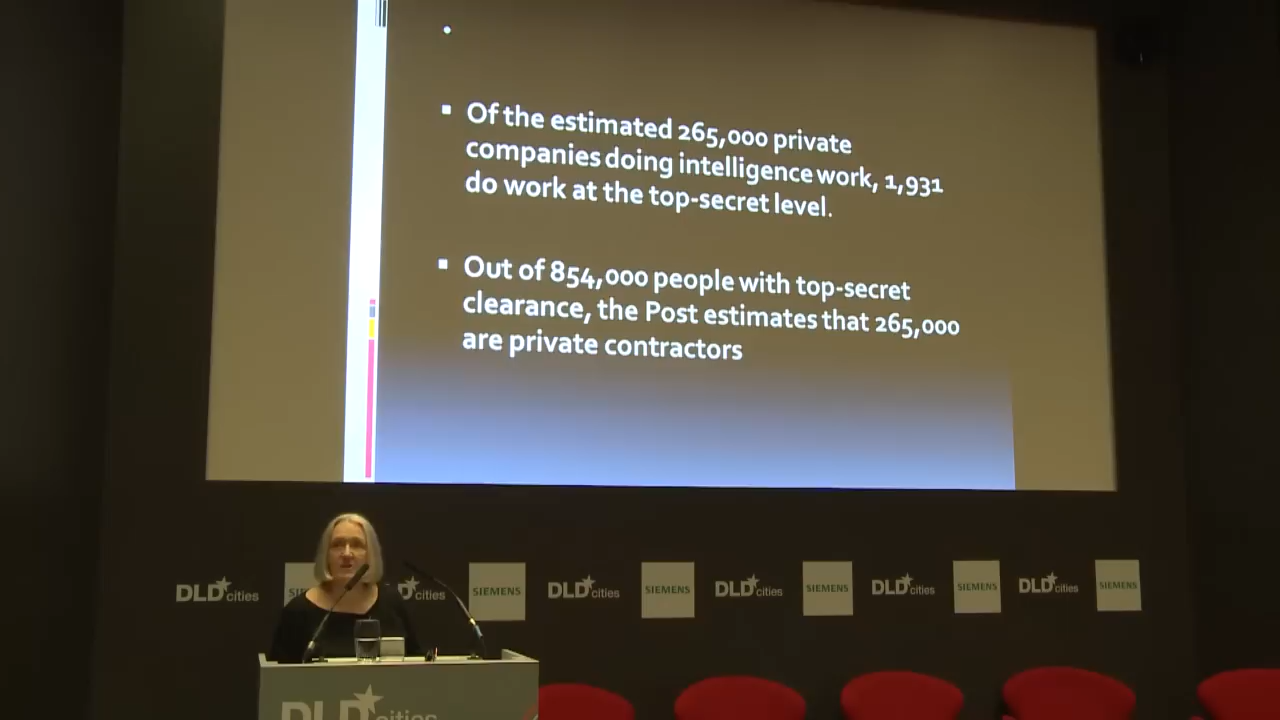 Of the estimated 265,000 private
companies doing intelligence work, 1,931
do work at the top-secret level.
Out of 854,000 people with top-secret
clearance, the Post estimates that 265,000
are private contractors
DLD cities
SIEMENS
DLD cities
SIEMENS
DLD cities
SIEMENS
DLD cities
SIEMENS
DLD cities
SIEMENS
DLD cities